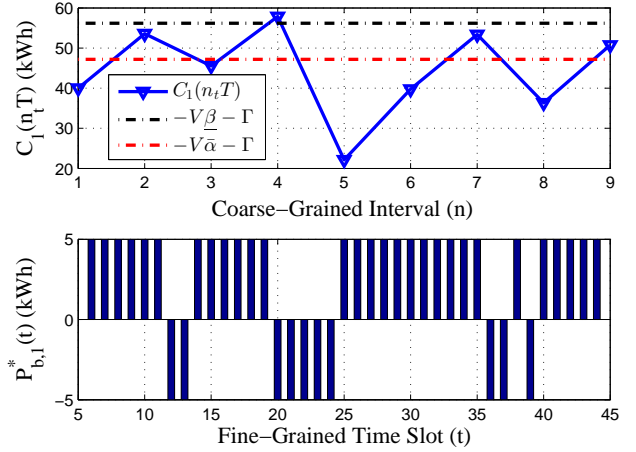 60
50
40
30
20
C₁(nₜT) (kWh)
C₁(nₜT)
−Vβ − Γ
−Vᾱ − Γ
1 2 3 4 5 6 7 8 9
Coarse−Grained Interval (n)
5
0
−5
P*b,1(t) (kWh)
5 10 15 20 25 30 35 40 45
Fine−Grained Time Slot (t)